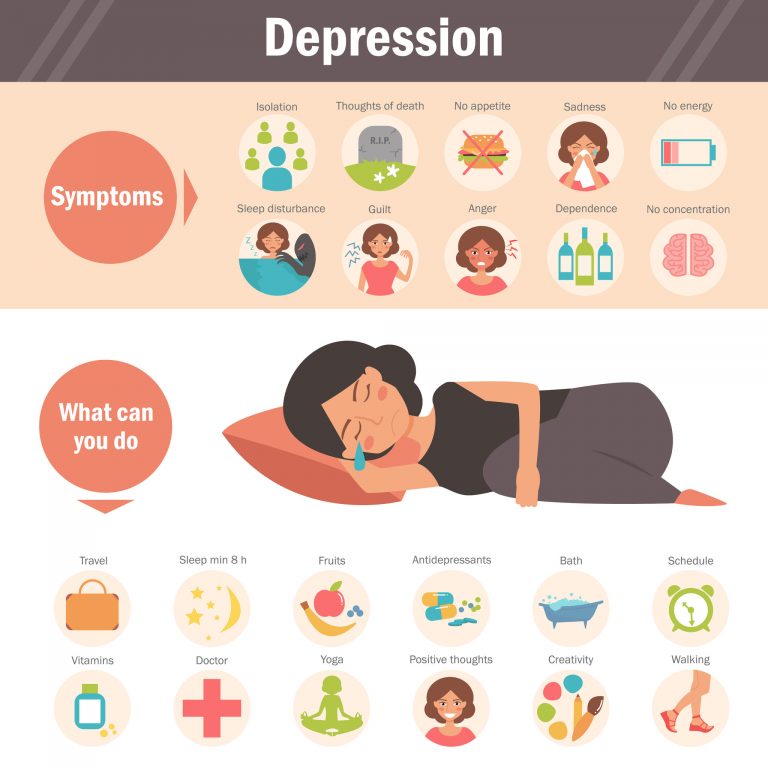 Depression
Symptoms
Isolation
Thoughts of death
No appetite
Sadness
No energy
R.I.P.
Sleep disturbance
Guilt
Anger
Dependence
No concentration
z z z
What can
you do
Travel
Sleep min 8 h
Fruits
Antidepressants
Bath
Schedule
Vitamins
Doctor
Yoga
Positive thoughts
Creativity
Walking